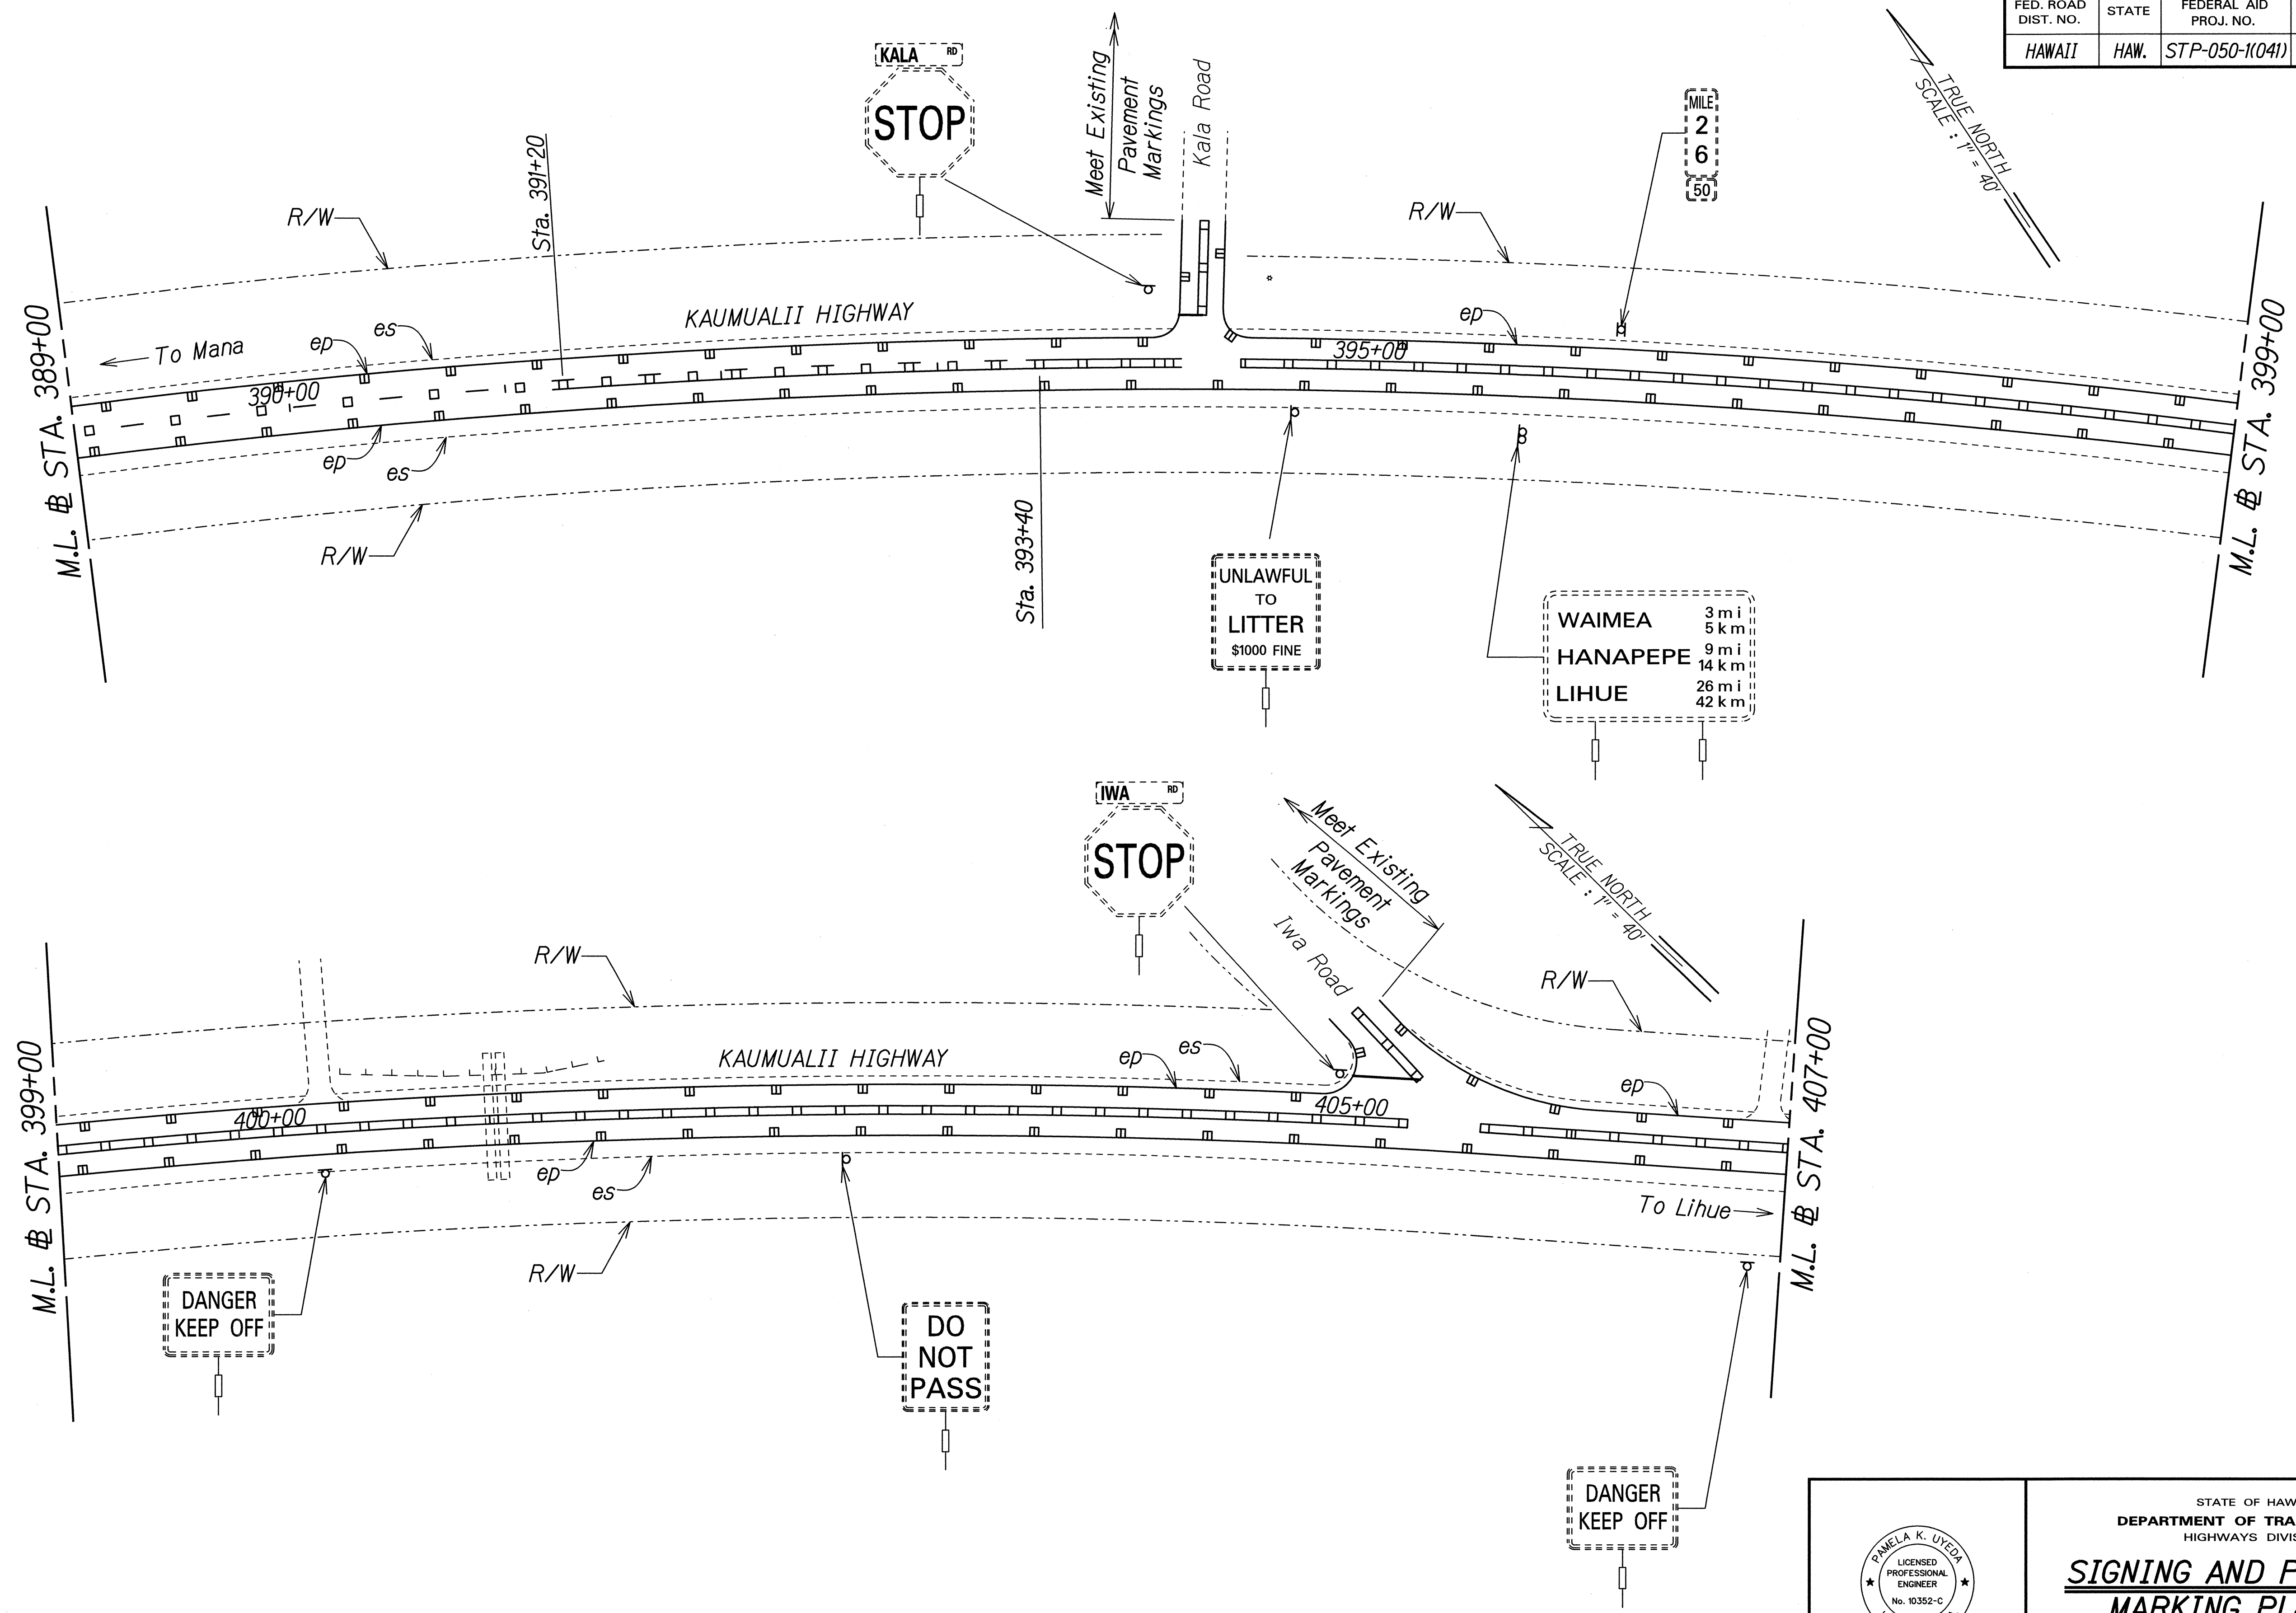 FED. ROAD DIST. NO.
STATE
FEDERAL AID PROJ. NO.
HAWAII
HAW.
STP-050-1(041)
KALA RD
STOP
Meet Existing
Pavement
Markings
Kala Road
MILE
2
6
50
TRUE NORTH
SCALE : 1" = 40'
Sta. 391+20
R/W
R/W
KAUMUALII HIGHWAY
To Mana
ep
es
ep
390+00
395+00
ep
es
R/W
M.L. B STA. 389+00
M.L. B STA. 399+00
Sta. 393+40
UNLAWFUL
TO
LITTER
$1000 FINE
WAIMEA 3 mi
5 km
HANAPEPE 9 mi
14 km
LIHUE 26 mi
42 km
IWA RD
STOP
Meet Existing
Pavement
Markings
Iwa Road
TRUE NORTH
SCALE : 1" = 40'
R/W
R/W
KAUMUALII HIGHWAY
ep
es
ep
400+00
405+00
ep
es
To Lihue
R/W
M.L. B STA. 399+00
M.L. B STA. 407+00
DANGER
KEEP OFF
DO
NOT
PASS
DANGER
KEEP OFF
PAMELA K. UYEDA
LICENSED
PROFESSIONAL
ENGINEER
No. 10352-C
STATE OF HAW
DEPARTMENT OF TRA
HIGHWAYS DIVIS
SIGNING AND P
MARKING PL